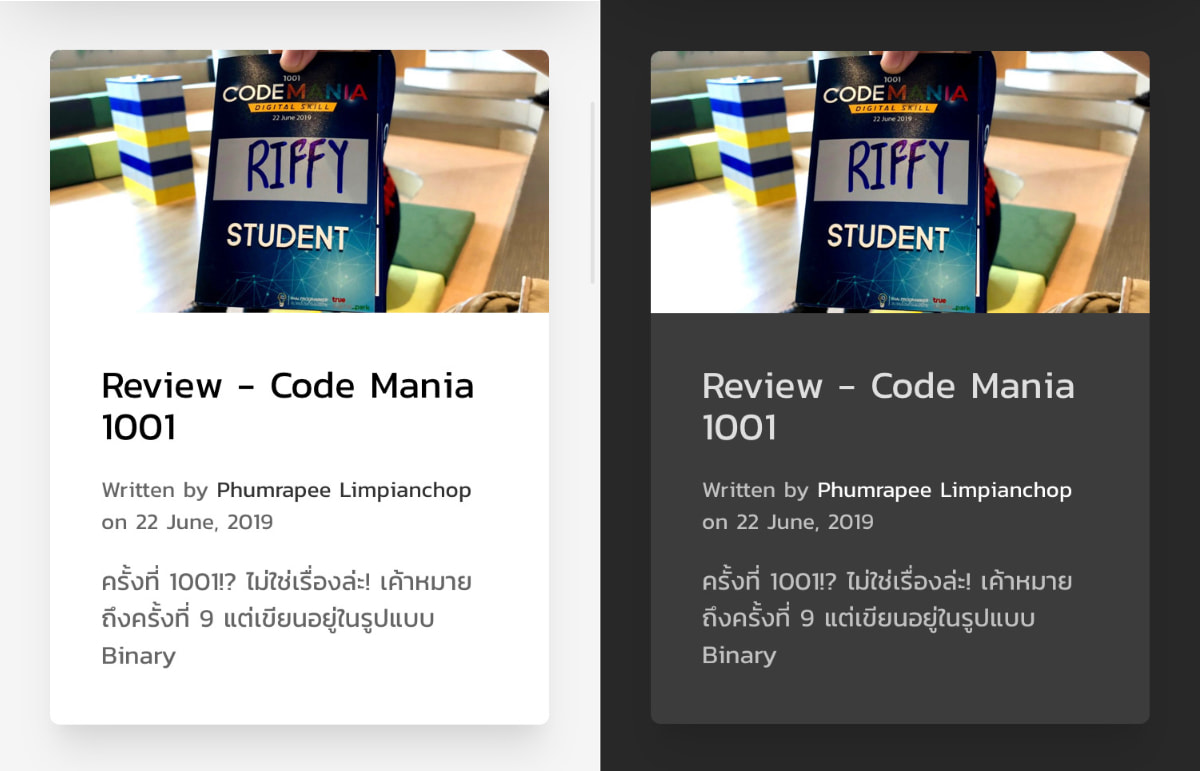 1001
CODEMANIA
DIGITAL SKILL
22 June 2019
RIFFY
STUDENT
true
Review - Code Mania
1001
Written by Phumrapee Limpianchop
on 22 June, 2019
ครั้งที่ 1001!? ไม่ใช่เรื่องล่ะ! เค้าหมาย
ถึงครั้งที่ 9 แต่เขียนอยู่ในรูปแบบ
Binary
1001
CODEMANIA
DIGITAL SKILL
22 June 2019
RIFFY
STUDENT
true
Review - Code Mania
1001
Written by Phumrapee Limpianchop
on 22 June, 2019
ครั้งที่ 1001!? ไม่ใช่เรื่องล่ะ! เค้าหมาย
ถึงครั้งที่ 9 แต่เขียนอยู่ในรูปแบบ
Binary